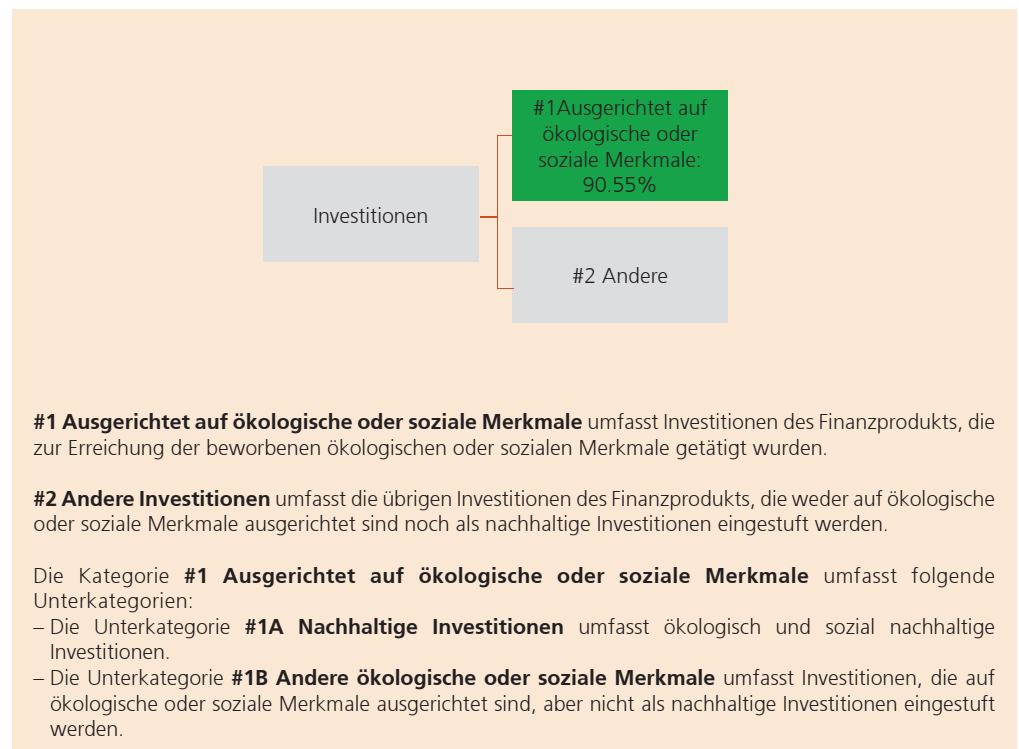 #1Ausgerichtet auf
ökologische oder
soziale Merkmale:
90.55%
Investitionen
#2 Andere
#1 Ausgerichtet auf ökologische oder soziale Merkmale umfasst Investitionen des Finanzprodukts, die
zur Erreichung der beworbenen ökologischen oder sozialen Merkmale getätigt wurden.
#2 Andere Investitionen umfasst die übrigen Investitionen des Finanzprodukts, die weder auf ökologische
oder soziale Merkmale ausgerichtet sind noch als nachhaltige Investitionen eingestuft werden.
Die Kategorie #1 Ausgerichtet auf ökologische oder soziale Merkmale umfasst folgende
Unterkategorien:
– Die Unterkategorie #1A Nachhaltige Investitionen umfasst ökologisch und sozial nachhaltige
Investitionen.
– Die Unterkategorie #1B Andere ökologische oder soziale Merkmale umfasst Investitionen, die auf
ökologische oder soziale Merkmale ausgerichtet sind, aber nicht als nachhaltige Investitionen eingestuft
werden.